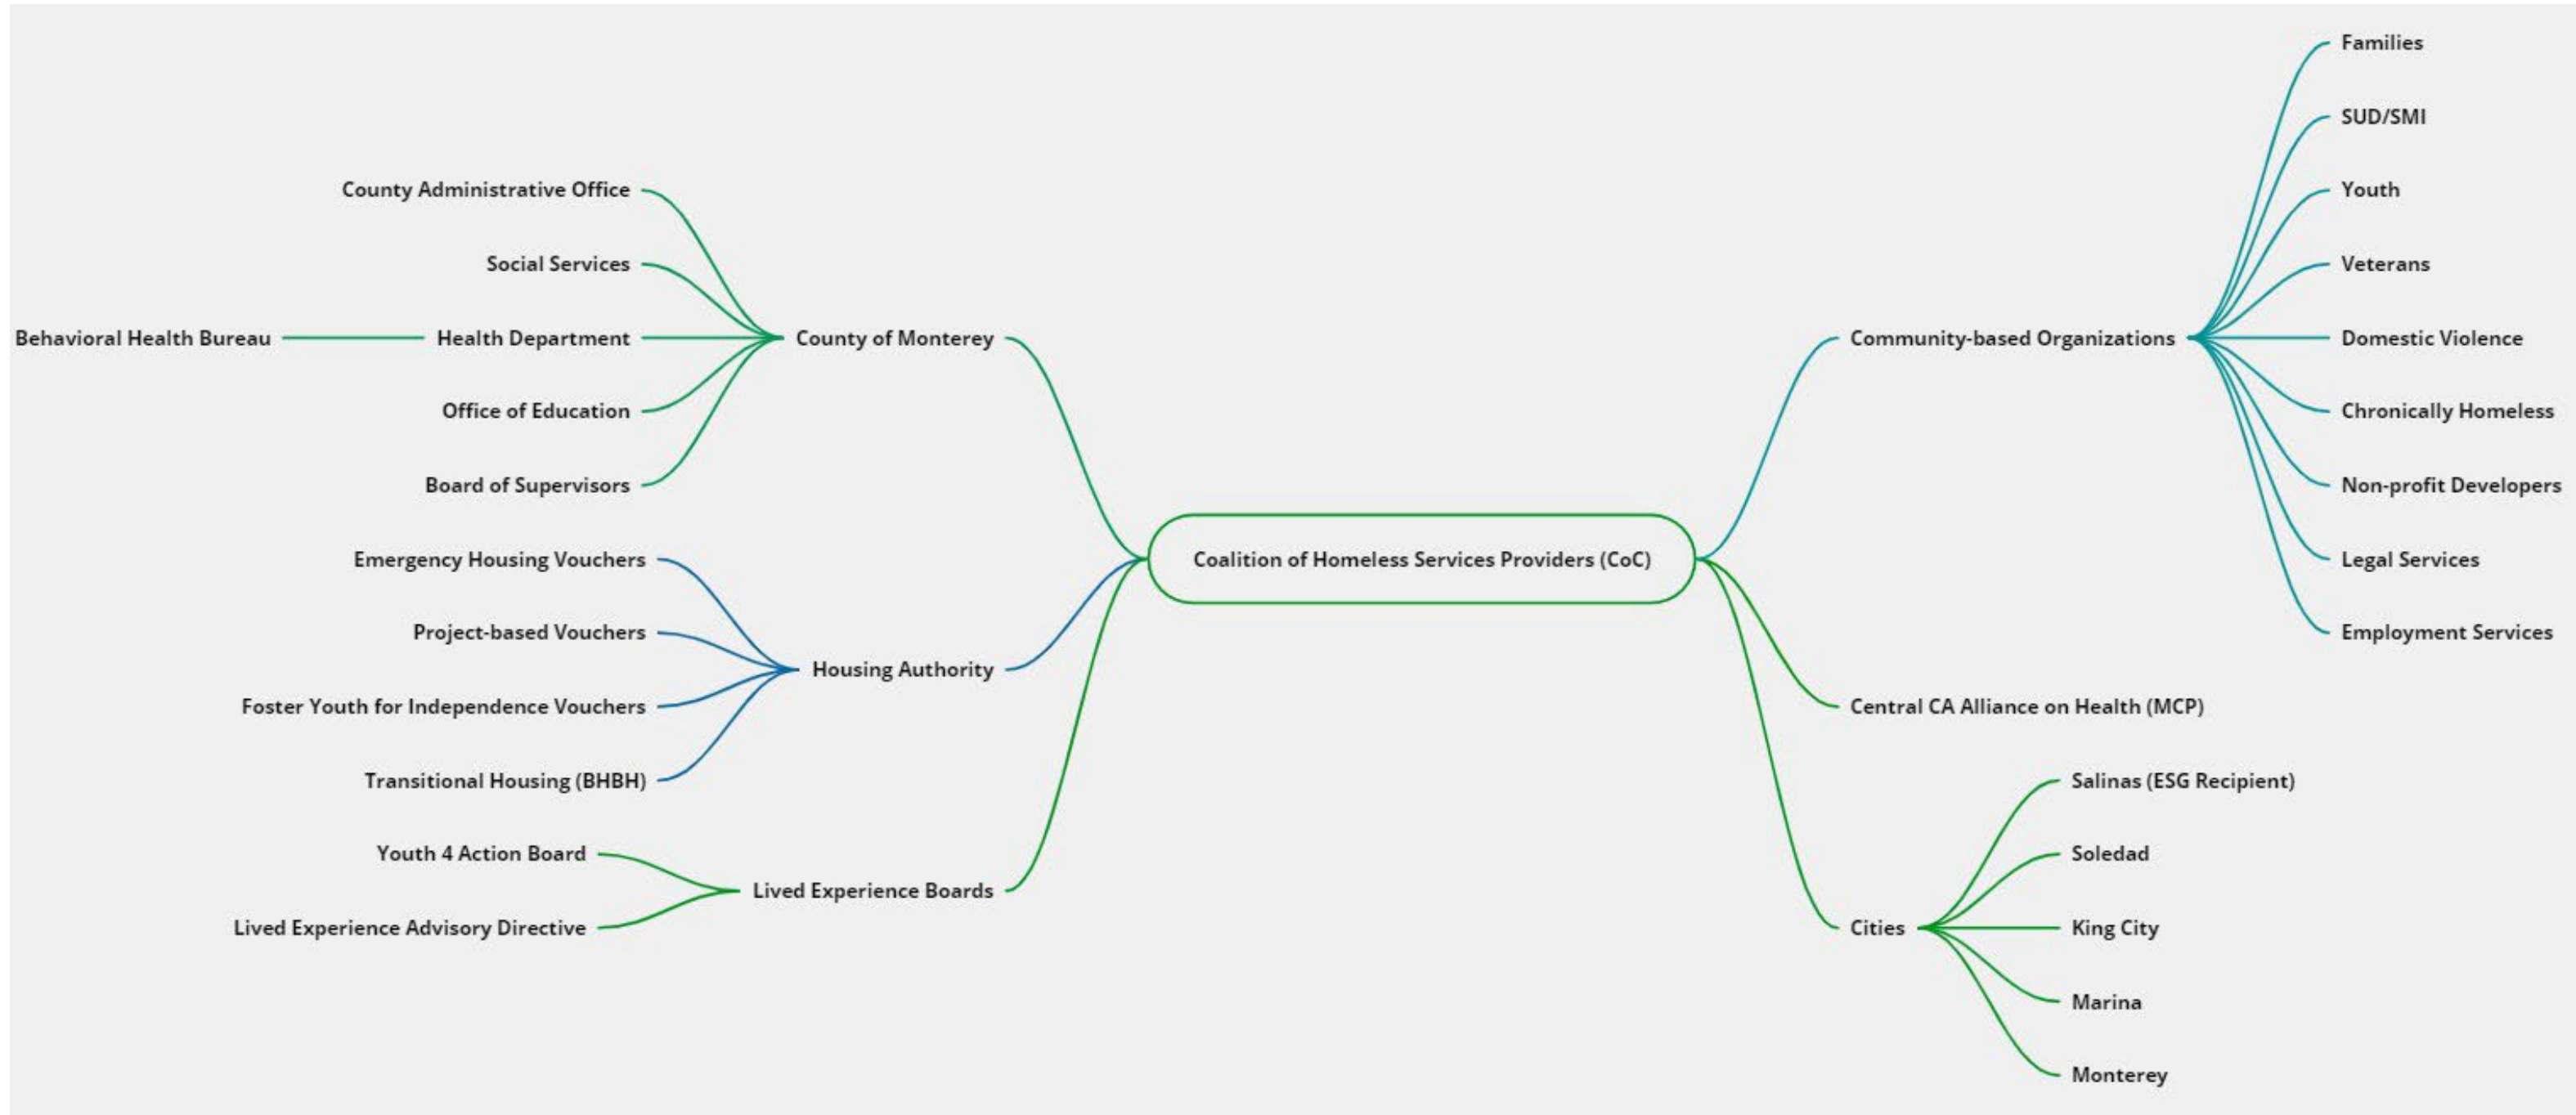 County Administrative Office
Social Services
Behavioral Health Bureau
Health Department
Office of Education
Board of Supervisors
County of Monterey
Emergency Housing Vouchers
Project-based Vouchers
Foster Youth for Independence Vouchers
Transitional Housing (BHBH)
Housing Authority
Youth 4 Action Board
Lived Experience Advisory Directive
Lived Experience Boards
Coalition of Homeless Services Providers (CoC)
Community-based Organizations
Families
SUD/SMI
Youth
Veterans
Domestic Violence
Chronically Homeless
Non-profit Developers
Legal Services
Employment Services
Central CA Alliance on Health (MCP)
Cities
Salinas (ESG Recipient)
Soledad
King City
Marina
Monterey